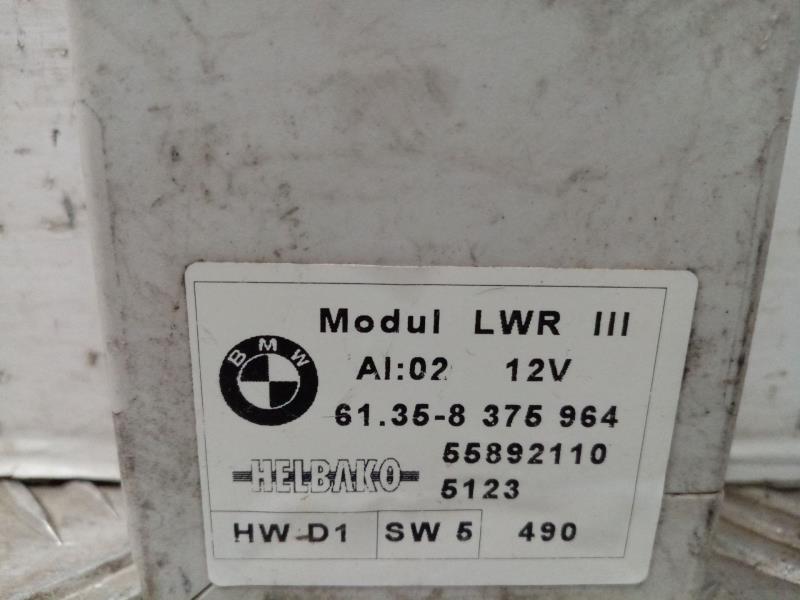 Modul LWR III
BMW
AI:02 12V
61.35-8 375 964
55892110
HELBAKO
5123
HW D1 SW 5 490